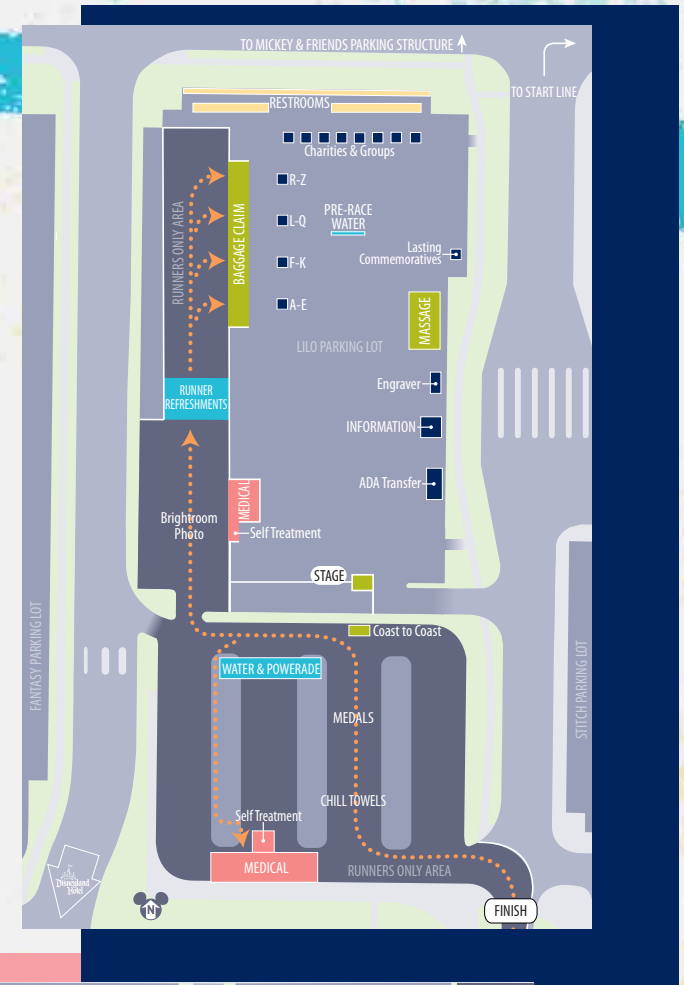 TO MICKEY & FRIENDS PARKING STRUCTURE
TO START LINE
RESTROOMS
Charities & Groups
R-Z
L-Q
F-K
A-E
PRE-RACE
WATER
Lasting
Commemoratives
RUNNERS ONLY AREA
BAGGAGE CLAIM
MASSAGE
LILO PARKING LOT
RUNNER
REFRESHMENTS
Engraver
INFORMATION
ADA Transfer
MEDICAL
Brightroom
Photo
Self Treatment
STAGE
Coast to Coast
FANTASY PARKING LOT
STITCH PARKING LOT
WATER & POWERADE
MEDALS
CHILL TOWELS
Self Treatment
MEDICAL
RUNNERS ONLY AREA
Disneyland
Hotel
N
FINISH